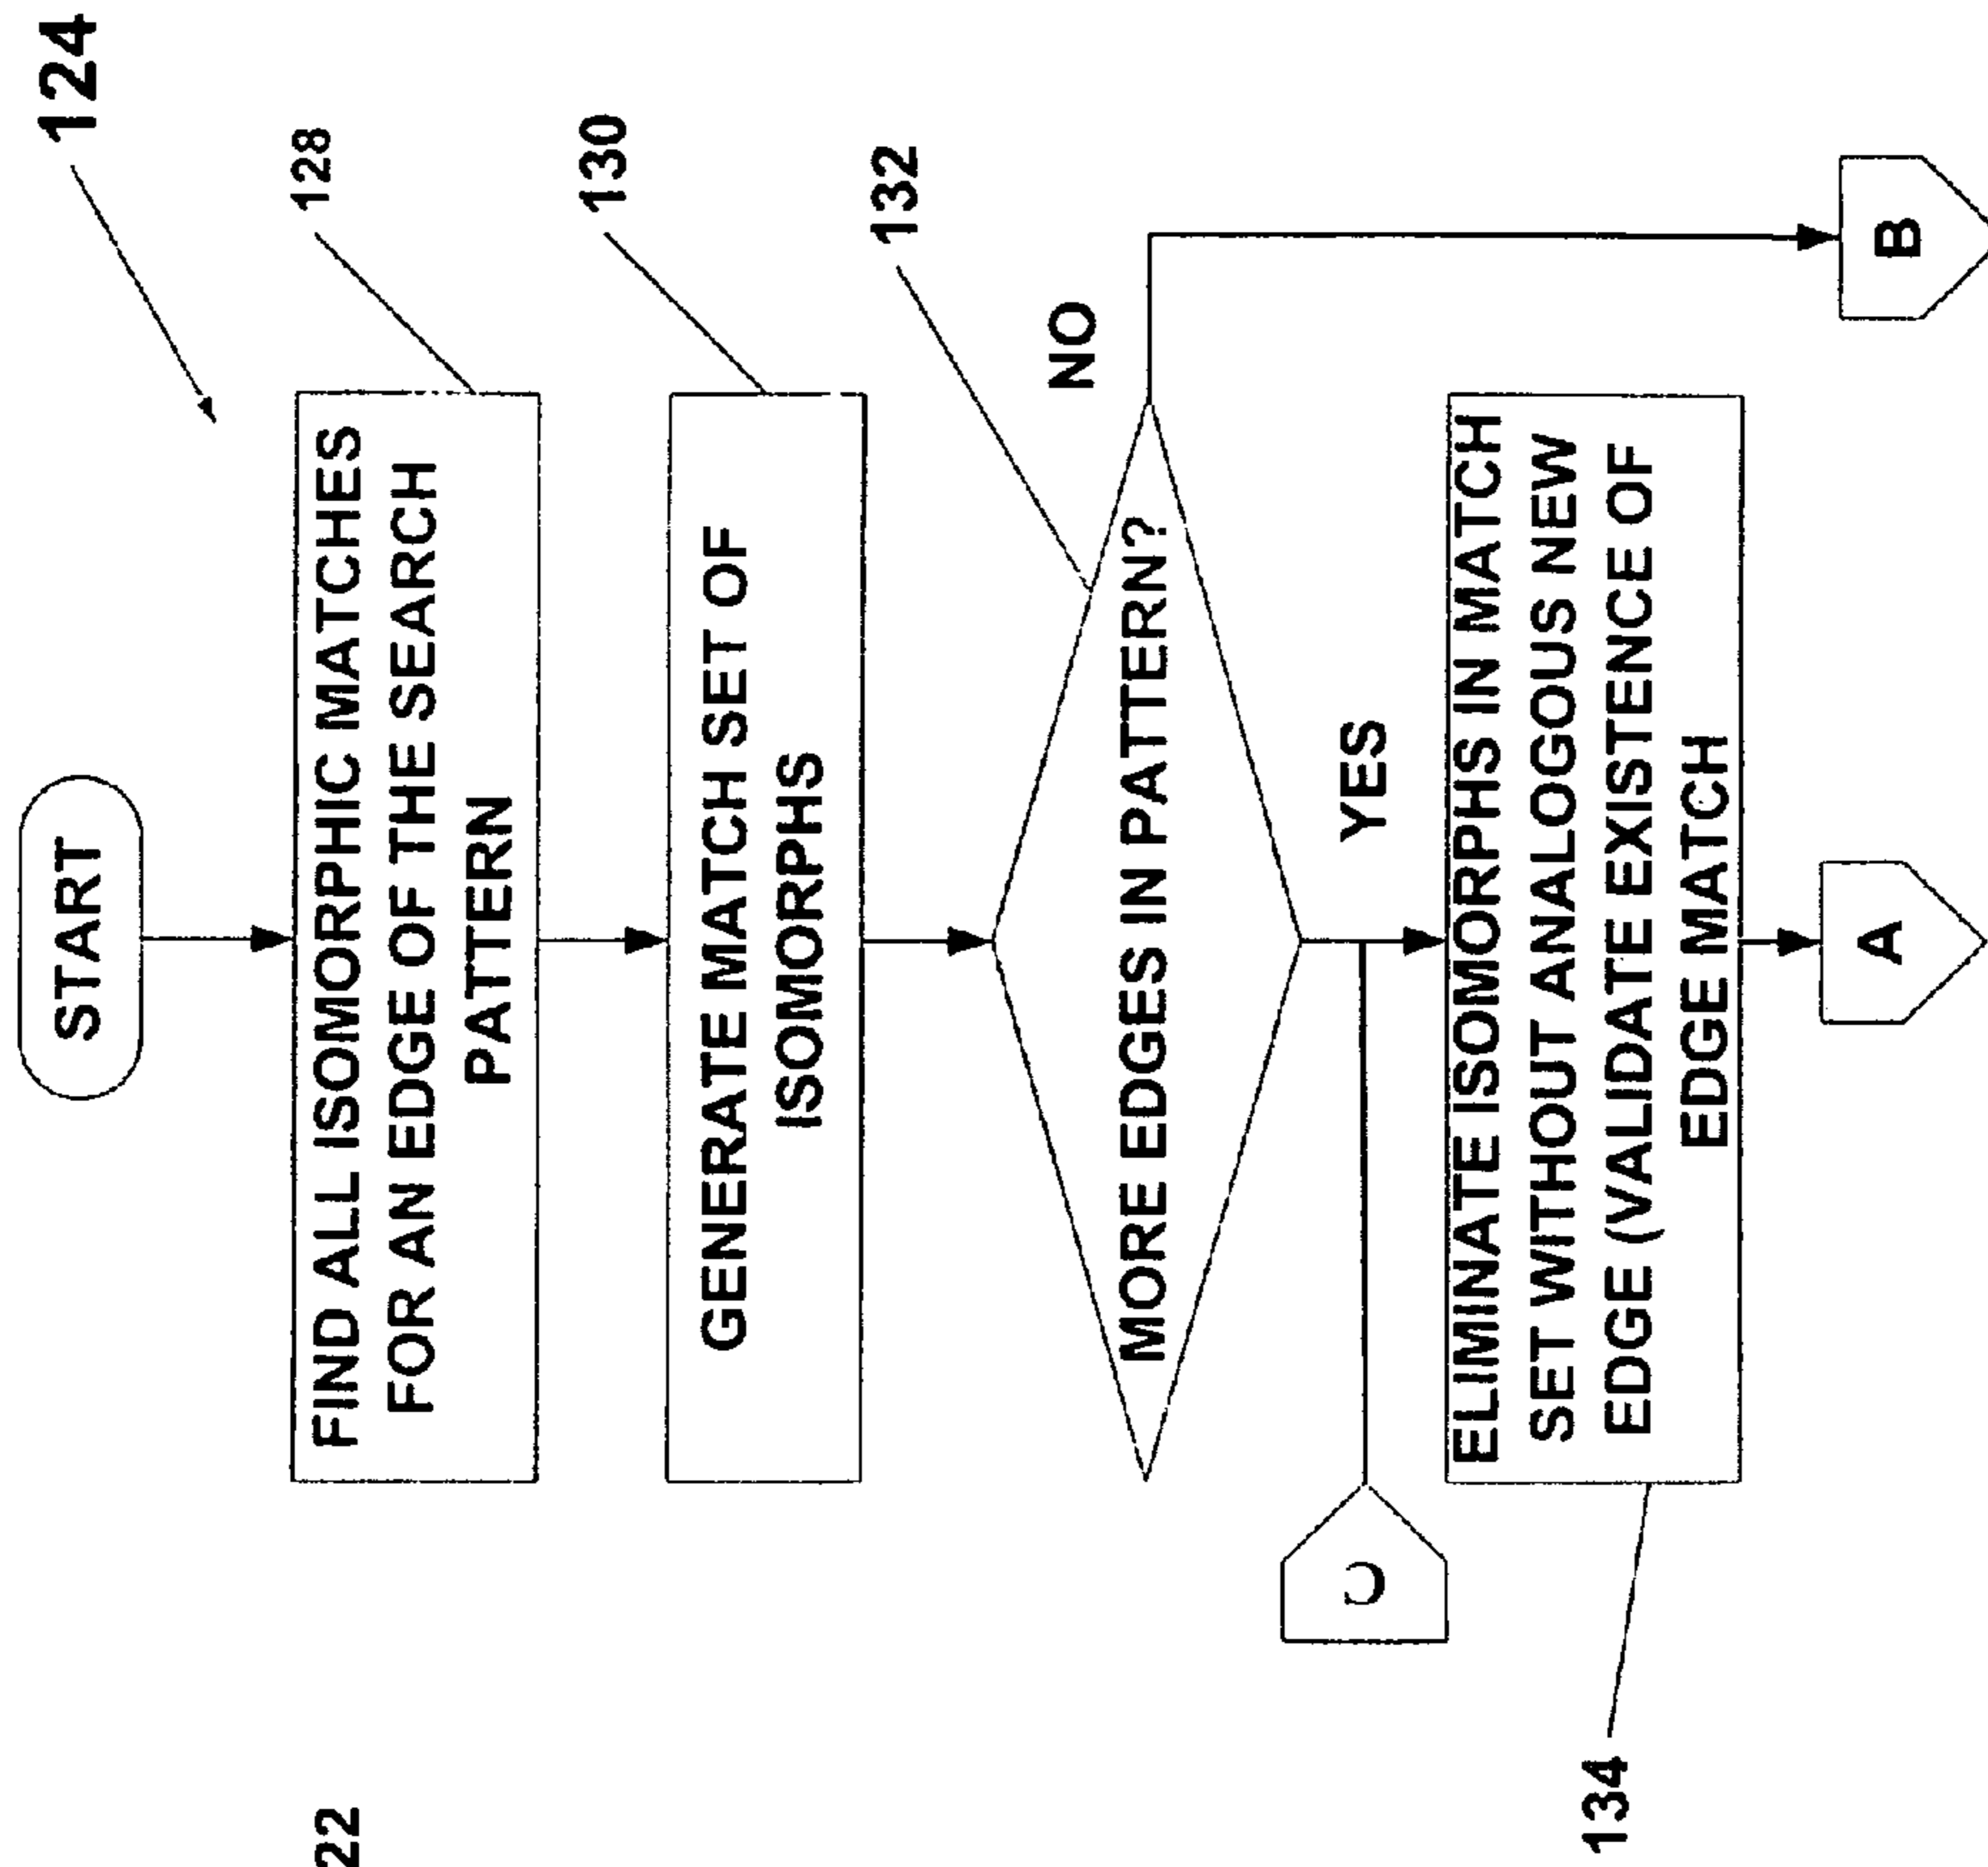 124
START
128
FIND ALL ISOMORPHIC MATCHES
FOR AN EDGE OF THE SEARCH
PATTERN
130
GENERATE MATCH SET OF
ISOMORPHS
132
MORE EDGES IN PATTERN?
NO
YES
C
ELIMINATE ISOMORPHS IN MATCH
SET WITHOUT ANALOGOUS NEW
EDGE (VALIDATE EXISTENCE OF
EDGE MATCH
134
A
B
22